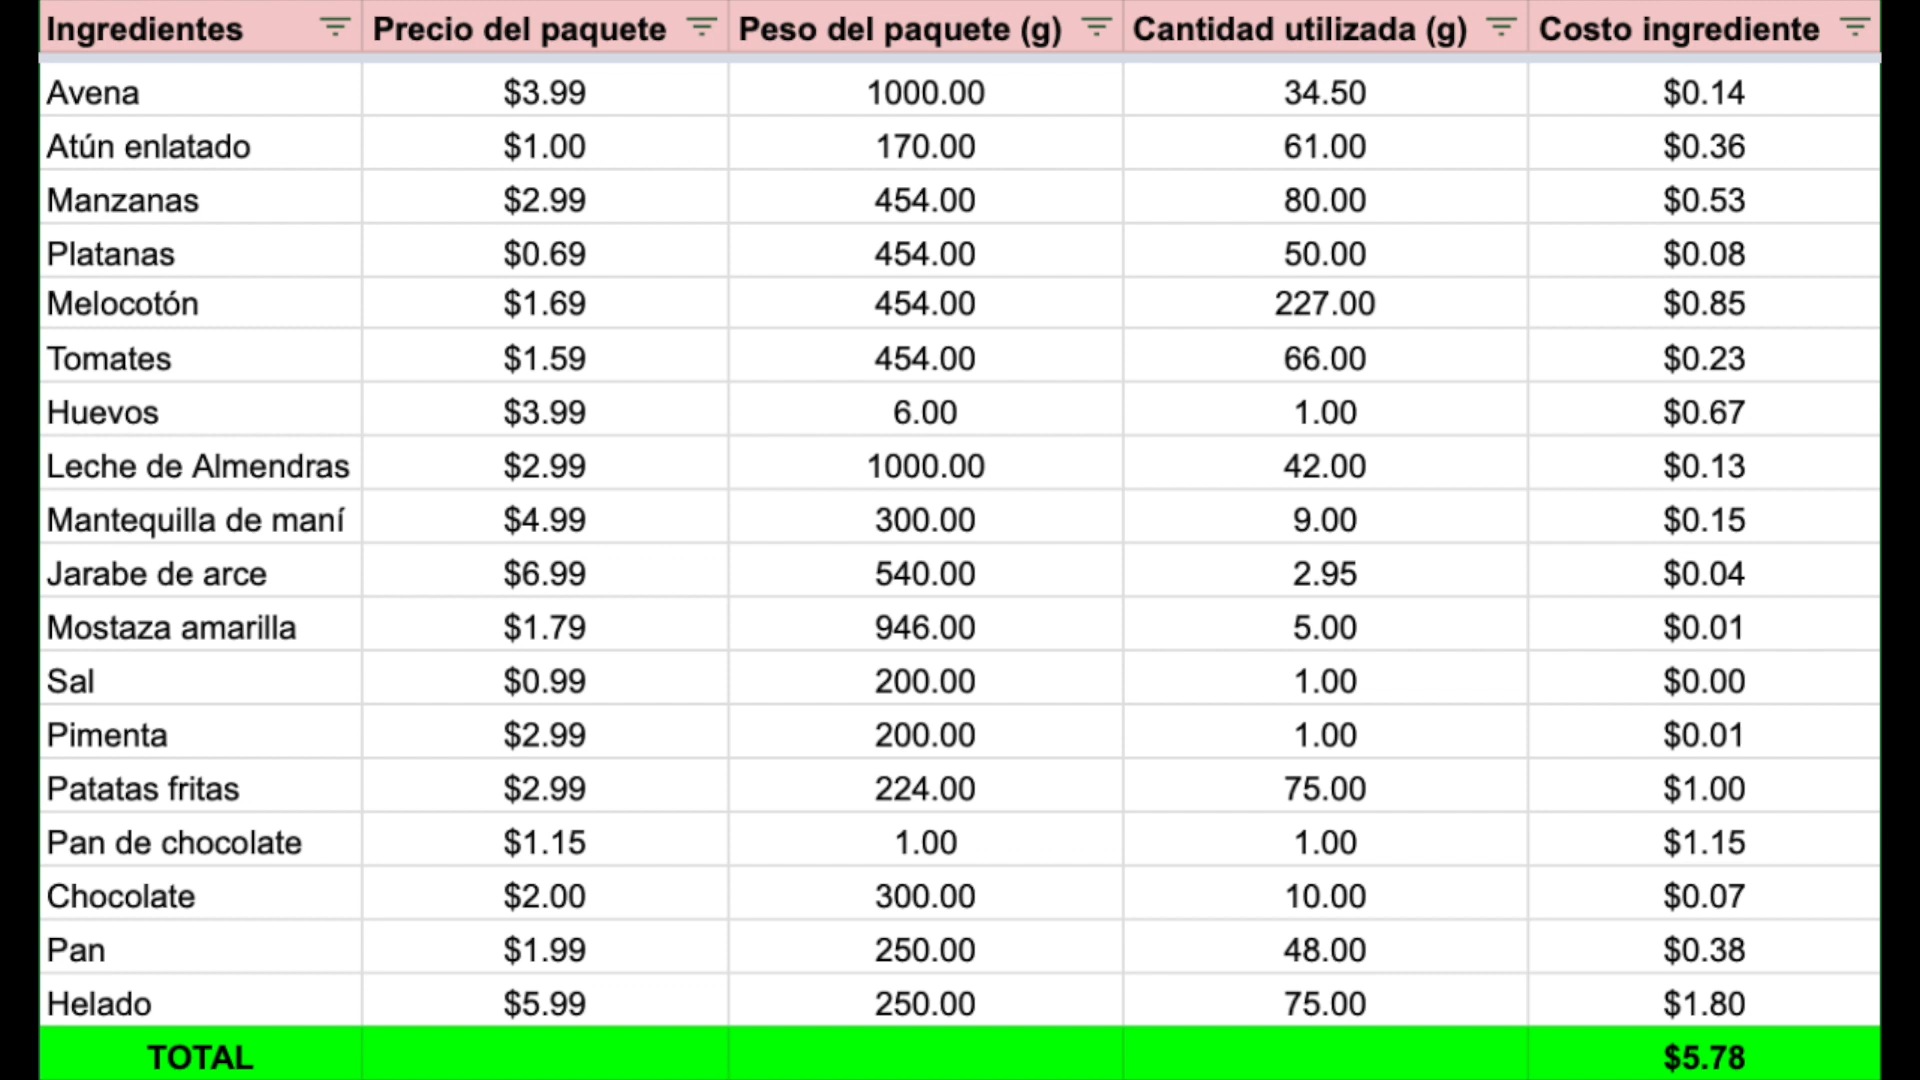 Ingredientes Precio del paquete Peso del paquete (g) Cantidad utilizada (g) Costo ingrediente
Avena $3.99 1000.00 34.50 $0.14
Atún enlatado $1.00 170.00 61.00 $0.36
Manzanas $2.99 454.00 80.00 $0.53
Platanas $0.69 454.00 50.00 $0.08
Melocotón $1.69 454.00 227.00 $0.85
Tomates $1.59 454.00 66.00 $0.23
Huevos $3.99 6.00 1.00 $0.67
Leche de Almendras $2.99 1000.00 42.00 $0.13
Mantequilla de maní $4.99 300.00 9.00 $0.15
Jarabe de arce $6.99 540.00 2.95 $0.04
Mostaza amarilla $1.79 946.00 5.00 $0.01
Sal $0.99 200.00 1.00 $0.00
Pimenta $2.99 200.00 1.00 $0.01
Patatas fritas $2.99 224.00 75.00 $1.00
Pan de chocolate $1.15 1.00 1.00 $1.15
Chocolate $2.00 300.00 10.00 $0.07
Pan $1.99 250.00 48.00 $0.38
Helado $5.99 250.00 75.00 $1.80
TOTAL $5.78